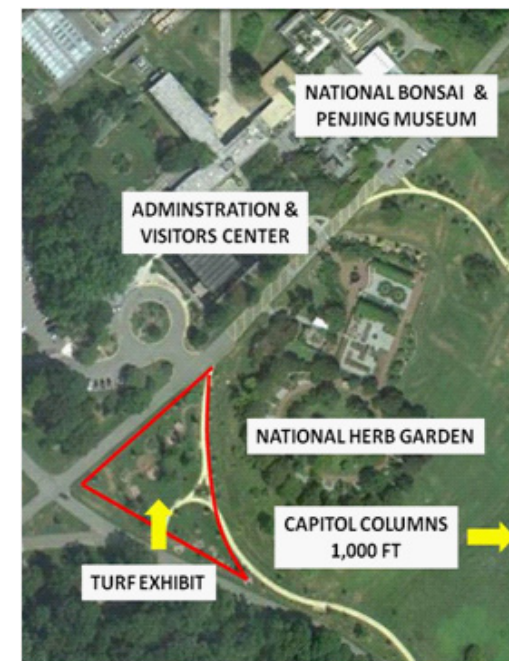 NATIONAL BONSAI &
PENJING MUSEUM
ADMINSTRATION &
VISITORS CENTER
NATIONAL HERB GARDEN
CAPITOL COLUMNS
1,000 FT
TURF EXHIBIT